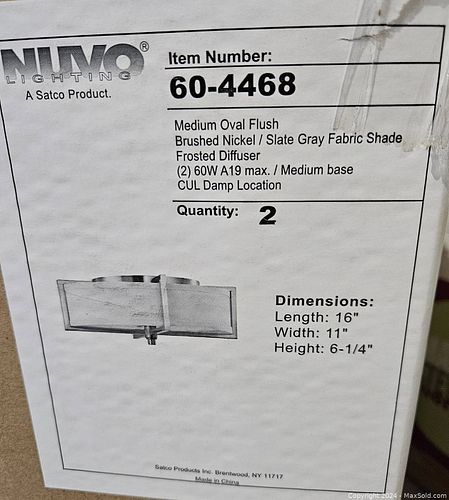 NUVO®
LIGHTING
A Satco Product.
Item Number:
60-4468
Medium Oval Flush
Brushed Nickel / Slate Gray Fabric Shade
Frosted Diffuser
(2) 60W A19 max. / Medium base
CUL Damp Location
Quantity: 2
Dimensions:
Length: 16"
Width: 11"
Height: 6-1/4"
Satco Products Inc. Brentwood, NY 11717
Made in China
Copyright 2024 • MaxSold.com